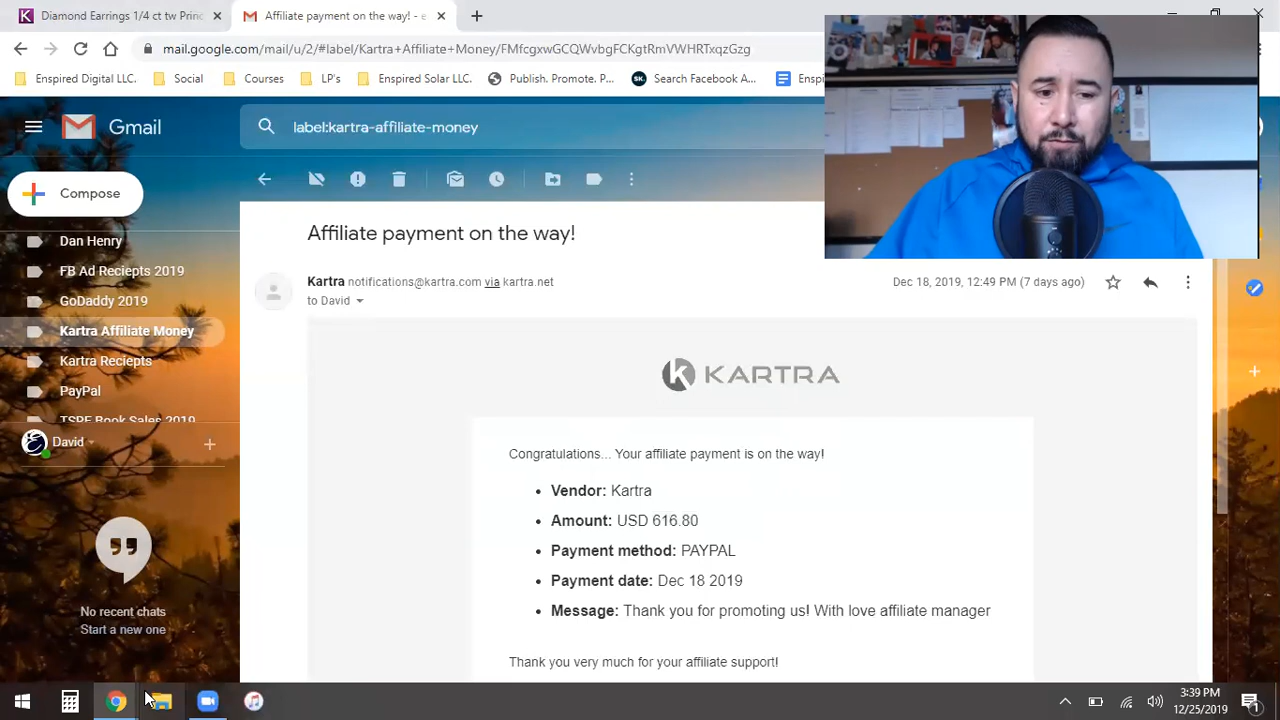 Diamond Earrings 1/4 ct tw Princ
Affiliate payment on the way! - e
mail.google.com/mail/u/2/#label/Kartra+Affiliate+Money/FMfcgxwGCQWvbgFCKgtRmVWHRTxqzGzg
Enspired Digital LLC.
Social
Courses
LP's
Enspired Solar LLC.
Publish. Promote. P...
Search Facebook A...
Enspi
Gmail
label:kartra-affiliate-money
Compose
Affiliate payment on the way!
Dan Henry
FB Ad Reciepts 2019
GoDaddy 2019
Kartra Affiliate Money
Kartra Reciepts
PayPal
TSPF Book Sales 2019
David
No recent chats
Start a new one
Kartra notifications@kartra.com via kartra.net
Dec 18, 2019, 12:49 PM (7 days ago)
to David
KARTRA
Congratulations... Your affiliate payment is on the way!
• Vendor: Kartra
• Amount: USD 616.80
• Payment method: PAYPAL
• Payment date: Dec 18 2019
• Message: Thank you for promoting us! With love affiliate manager
Thank you very much for your affiliate support!
3:39 PM
12/25/2019
1